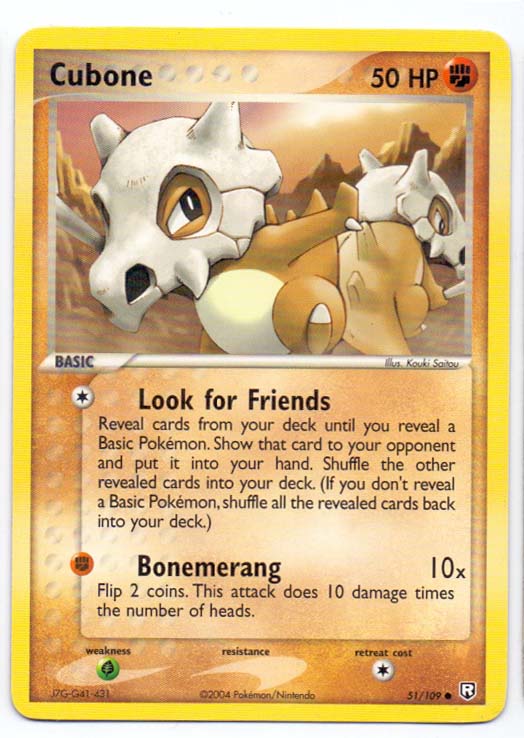 Cubone 50 HP
BASIC Illus. Kouki Saitou
Look for Friends
Reveal cards from your deck until you reveal a
Basic Pokémon. Show that card to your opponent
and put it into your hand. Shuffle the other
revealed cards into your deck. (If you don't reveal
a Basic Pokémon, shuffle all the revealed cards back
into your deck.)
Bonemerang 10x
Flip 2 coins. This attack does 10 damage times
the number of heads.
weakness resistance retreat cost
J7G-G41-431 ©2004 Pokémon/Nintendo 51/109 ● R